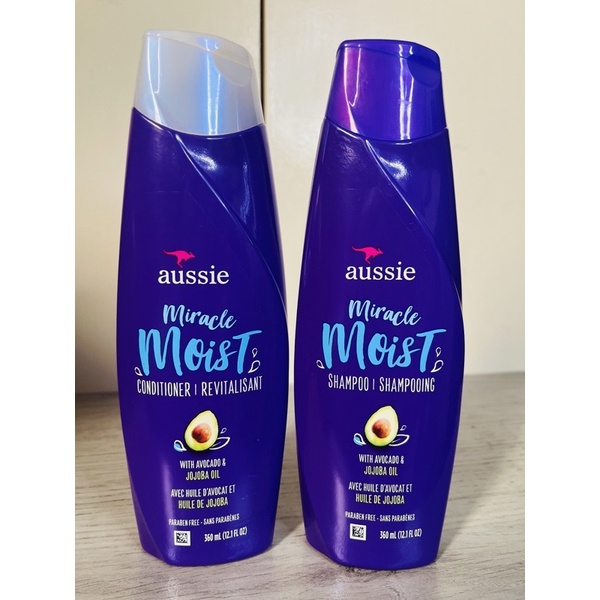 aussie
Miracle
Moist
CONDITIONER | REVITALISANT
WITH AVOCADO &
JOJOBA OIL
AVEC HUILE D'AVOCAT ET
HUILE DE JOJOBA
PARABEN FREE - SANS PARABÈNES
360 mL (12.1 FL OZ)
aussie
Miracle
Moist
SHAMPOO | SHAMPOOING
WITH AVOCADO &
JOJOBA OIL
AVEC HUILE D'AVOCAT ET
HUILE DE JOJOBA
PARABEN FREE - SANS PARABÈNES
360 mL (12.1 FL OZ)